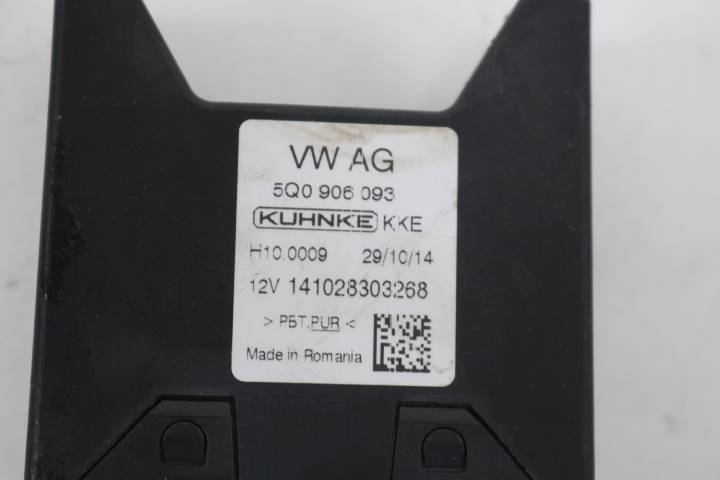 VW AG
5Q0 906 093
KUHNKE KKE
H10.0009 29/10/14
12V 141028303268
> PBT.PUR <
Made in Romania